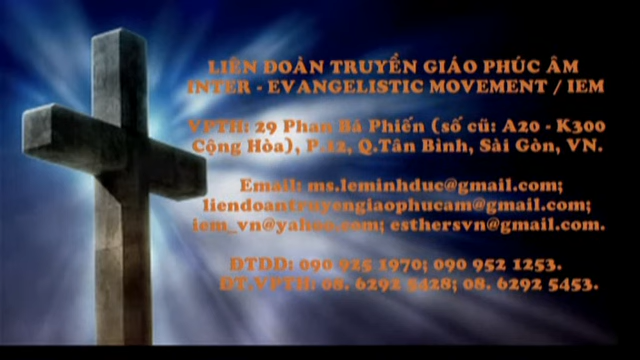 LIÊN ĐOÀN TRUYỀN GIÁO PHÚC ÂM
INTER - EVANGELISTIC MOVEMENT / IEM
VPTH: 29 Phan Bá Phiến (số cũ: A20 - K300
Cộng Hòa), P.12, Q.Tân Bình, Sài Gòn, VN.
Email: ms.leminhduc@gmail.com;
liendoantruyengiaophucam@gmail.com;
iem_vn@yahoo.com; esthersvn@gmail.com.
ĐTDD: 090 925 1970; 090 952 1253.
ĐT.VPTH: 08. 6292 5428; 08. 6292 5453.